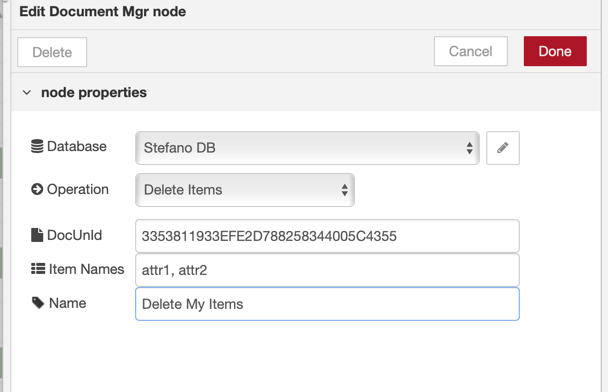 Edit Document Mgr node
Delete
Cancel
Done
node properties
Database
Stefano DB
Operation
Delete Items
DocUnId
3353811933EFE2D788258344005C4355
Item Names
attr1, attr2
Name
Delete My Items